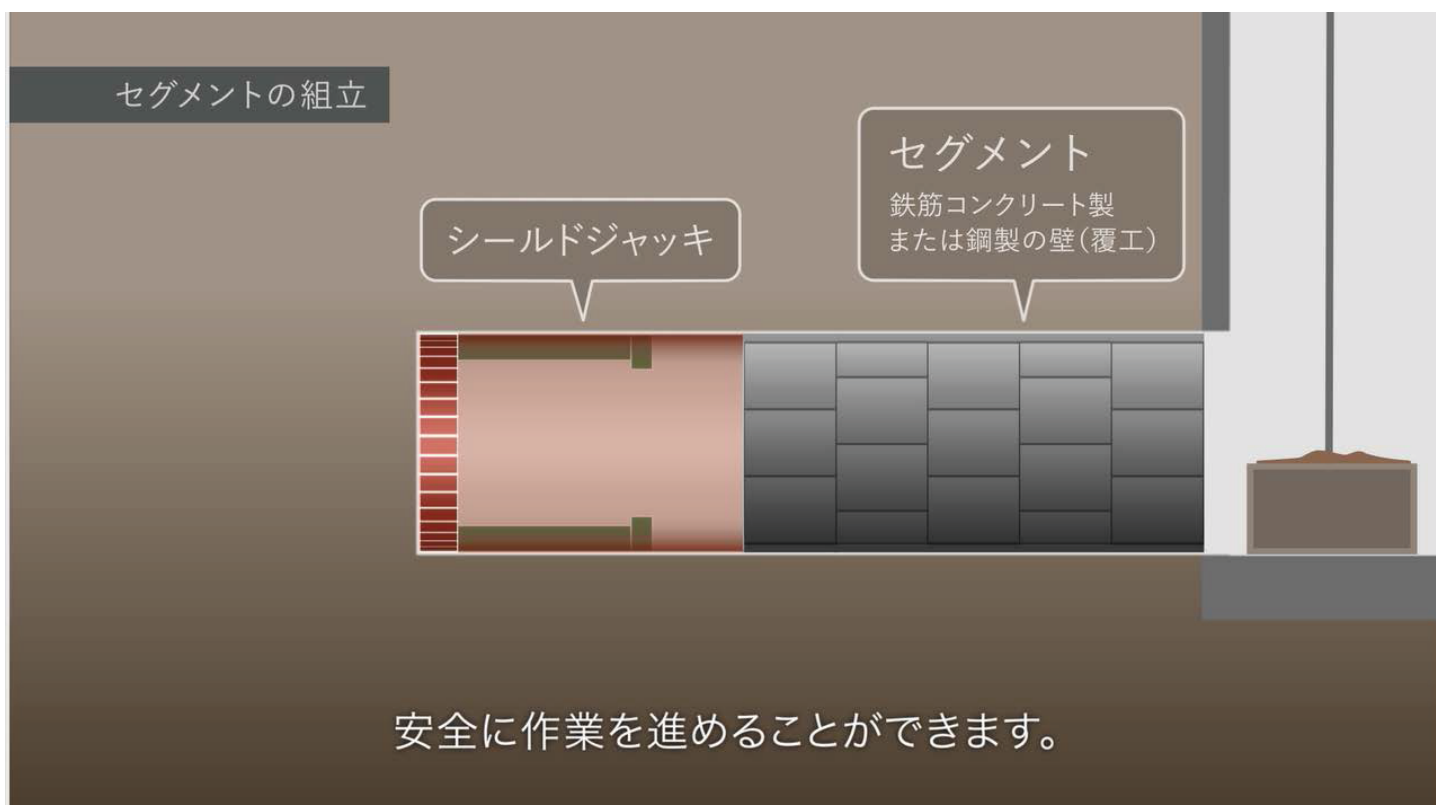 セグメントの組立
セグメント
鉄筋コンクリート製
または鋼製の壁(覆工)
シールドジャッキ
安全に作業を進めることができます。